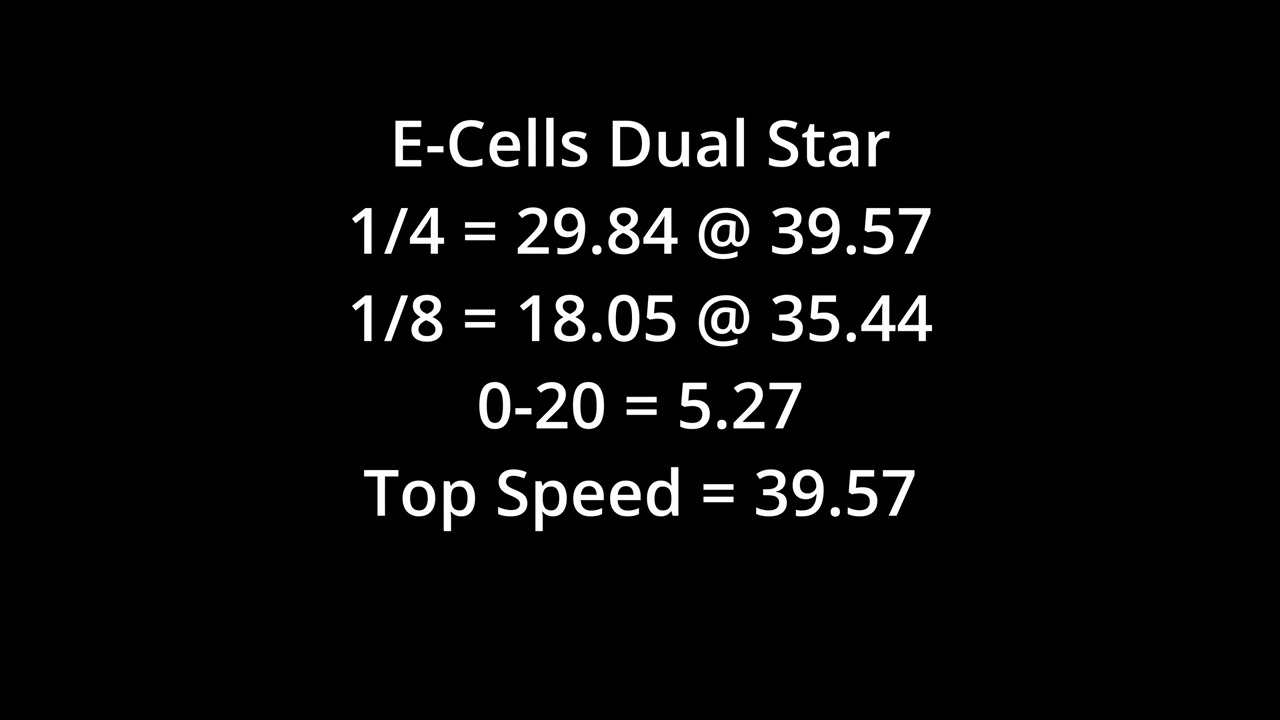 E-Cells Dual Star
1/4 = 29.84 @ 39.57
1/8 = 18.05 @ 35.44
0-20 = 5.27
Top Speed = 39.57